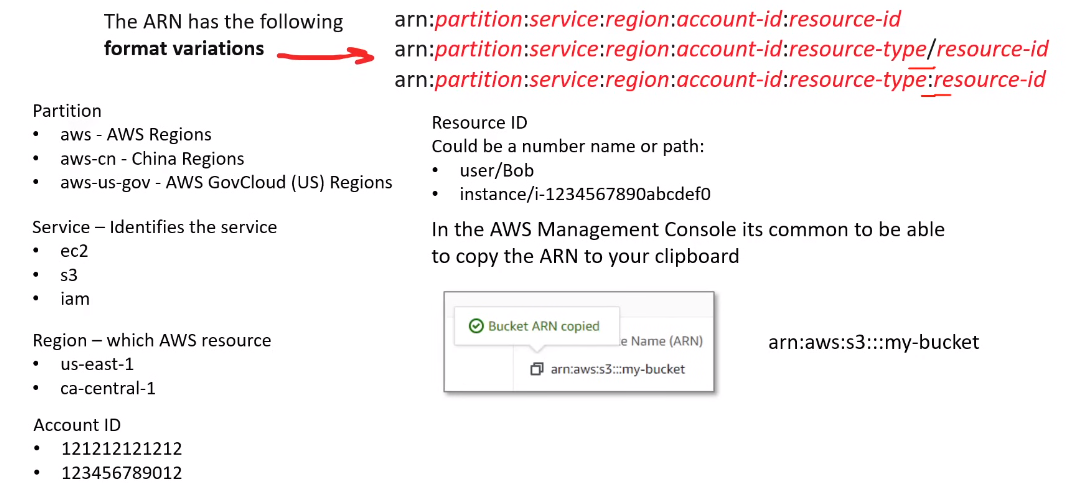 The ARN has the following
format variations
arn:partition:service:region:account-id:resource-id
arn:partition:service:region:account-id:resource-type/resource-id
arn:partition:service:region:account-id:resource-type:resource-id
Partition
• aws - AWS Regions
• aws-cn - China Regions
• aws-us-gov - AWS GovCloud (US) Regions
Service – Identifies the service
• ec2
• s3
• iam
Region – which AWS resource
• us-east-1
• ca-central-1
Account ID
• 121212121212
• 123456789012
Resource ID
Could be a number name or path:
• user/Bob
• instance/i-1234567890abcdef0
In the AWS Management Console its common to be able
to copy the ARN to your clipboard
Bucket ARN copied
e Name (ARN)
arn:aws:s3:::my-bucket
arn:aws:s3:::my-bucket